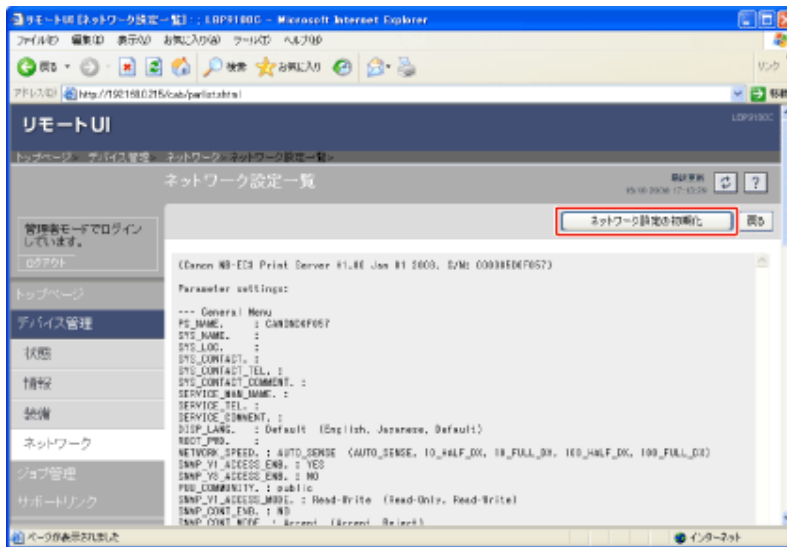 リモートUI [ネットワーク設定一覧] : ; LBP9100C - Microsoft Internet Explorer
ファイル(F) 編集(E) 表示(V) お気に入り(A) ツール(T) ヘルプ(H)
戻る 検索 お気に入り リンク
アドレス(D) 移動
リモートUI LBP9100C
トップページ> デバイス管理> ネットワーク> ネットワーク設定一覧>
ネットワーク設定一覧
最終更新
ネットワーク設定の初期化 戻る
管理者モードでログイン
しています。
ログアウト
トップページ
デバイス管理
状態
情報
装備
ネットワーク
ジョブ管理
サポートリンク
Parameter settings:
--- General Menu
PS_NAME. :
SYS_NAME. :
SYS_LOC. :
SYS_CONTACT. :
SYS_CONTACT_TEL. :
SYS_CONTACT_COMMENT. :
SERVICE_MAN_NAME. :
SERVICE_TEL. :
SERVICE_COMMENT. :
DISP_LANG. : Default (English, Japanese, Default)
ROOT_PWD. :
NETWORK_SPEED. : AUTO_SENSE (AUTO_SENSE, 10_HALF_DX, 10_FULL_DX, 100_HALF_DX, 100_FULL_DX)
SNMP_V1_ACCESS_ENB. : YES
SNMP_V3_ACCESS_ENB. : NO
PUB_COMMUNITY. : public
SNMP_V1_ACCESS_MODE. : Read-Write (Read-Only, Read-Write)
SNMP_CONT_ENB. : NO
SNMP_CONT_MODE. : Accept (Accept, Reject)
ページが表示されました インターネット